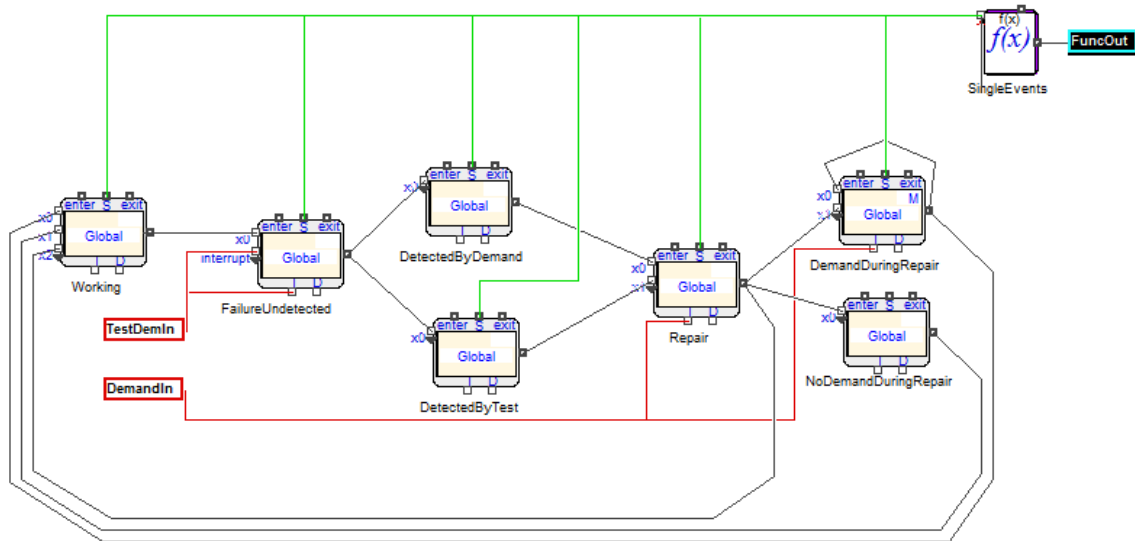 f(x)
f(x)
FuncOut
SingleEvents
enter S exit
x0
x1
x2
Global
I D
Working
enter S exit
x0
interrupt
Global
I D
FailureUndetected
enter S exit
x0
Global
I D
DetectedByDemand
enter S exit
x0
Global
I D
DetectedByTest
enter S exit
x0
x1
Global
I D
Repair
enter S exit
M
x0
x1
Global
I D
DemandDuringRepair
enter S exit
x0
Global
I D
NoDemandDuringRepair
TestDemIn
DemandIn